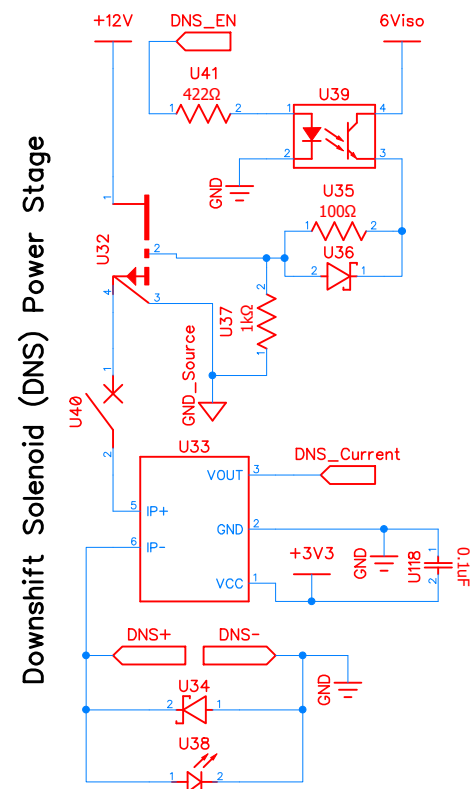 Downshift Solenoid (DNS) Power Stage
+12V
DNS_EN
6Viso
U41
422Ω
1
2
U39
1
4
2
3
GND
U35
100Ω
1
2
U36
2
1
1
U32
2
4
3
2
U37
1kΩ
1
GND_Source
1
U40
2
U33
VOUT
3
DNS_Current
5
IP+
GND
2
6
IP-
+3V3
VCC
1
GND
U118
1
2
0.1uF
DNS+
DNS-
GND
U34
2
1
U38
1
2